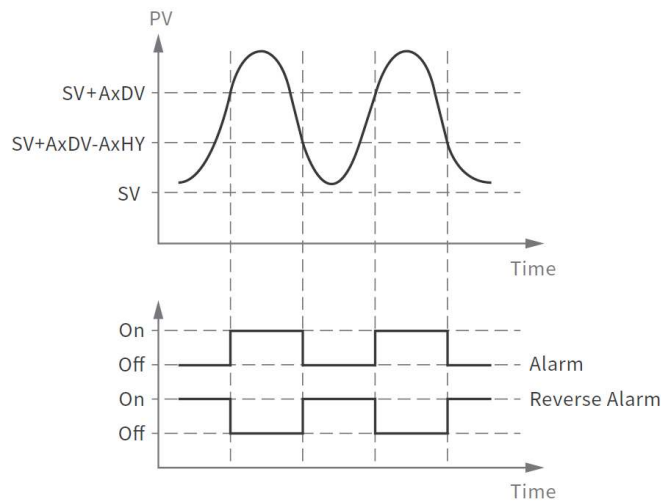 PV
SV+AxDV
SV+AxDV-AxHY
SV
Time
On
Off
Alarm
On
Reverse Alarm
Off
Time